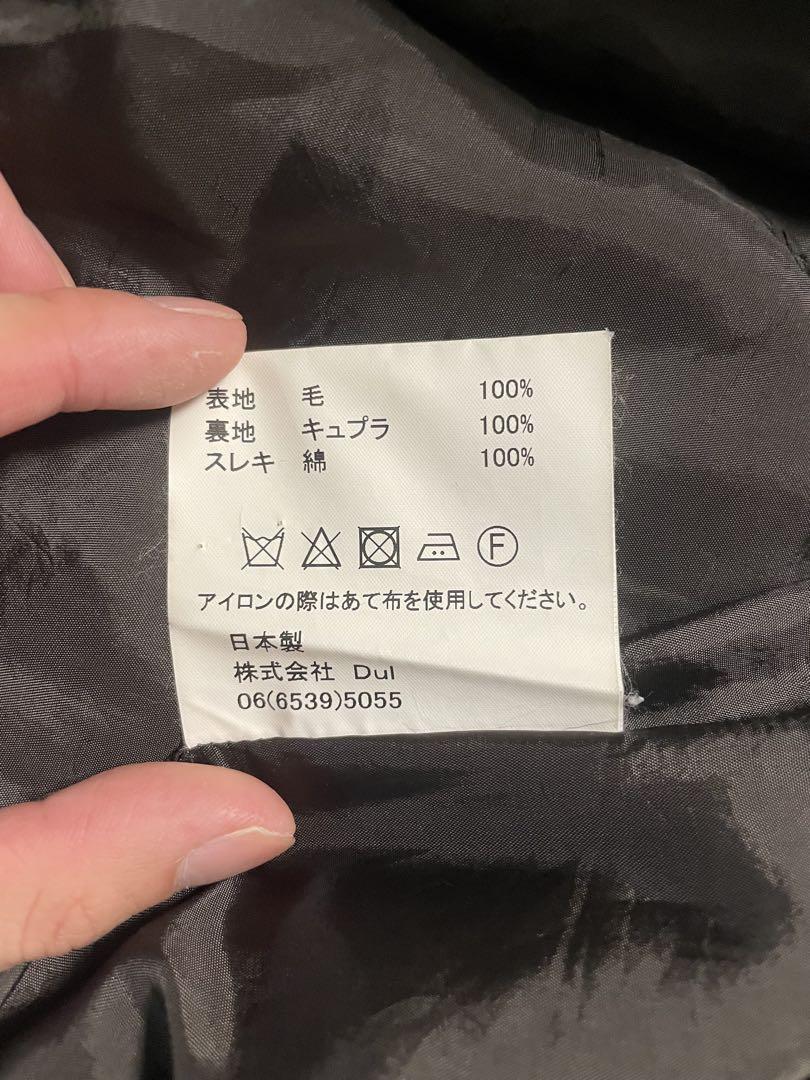 表地 毛 100%
裏地 キュプラ 100%
スレキ 綿 100%
F
アイロンの際はあて布を使用してください。
日本製
株式会社 Dul
06(6539)5055